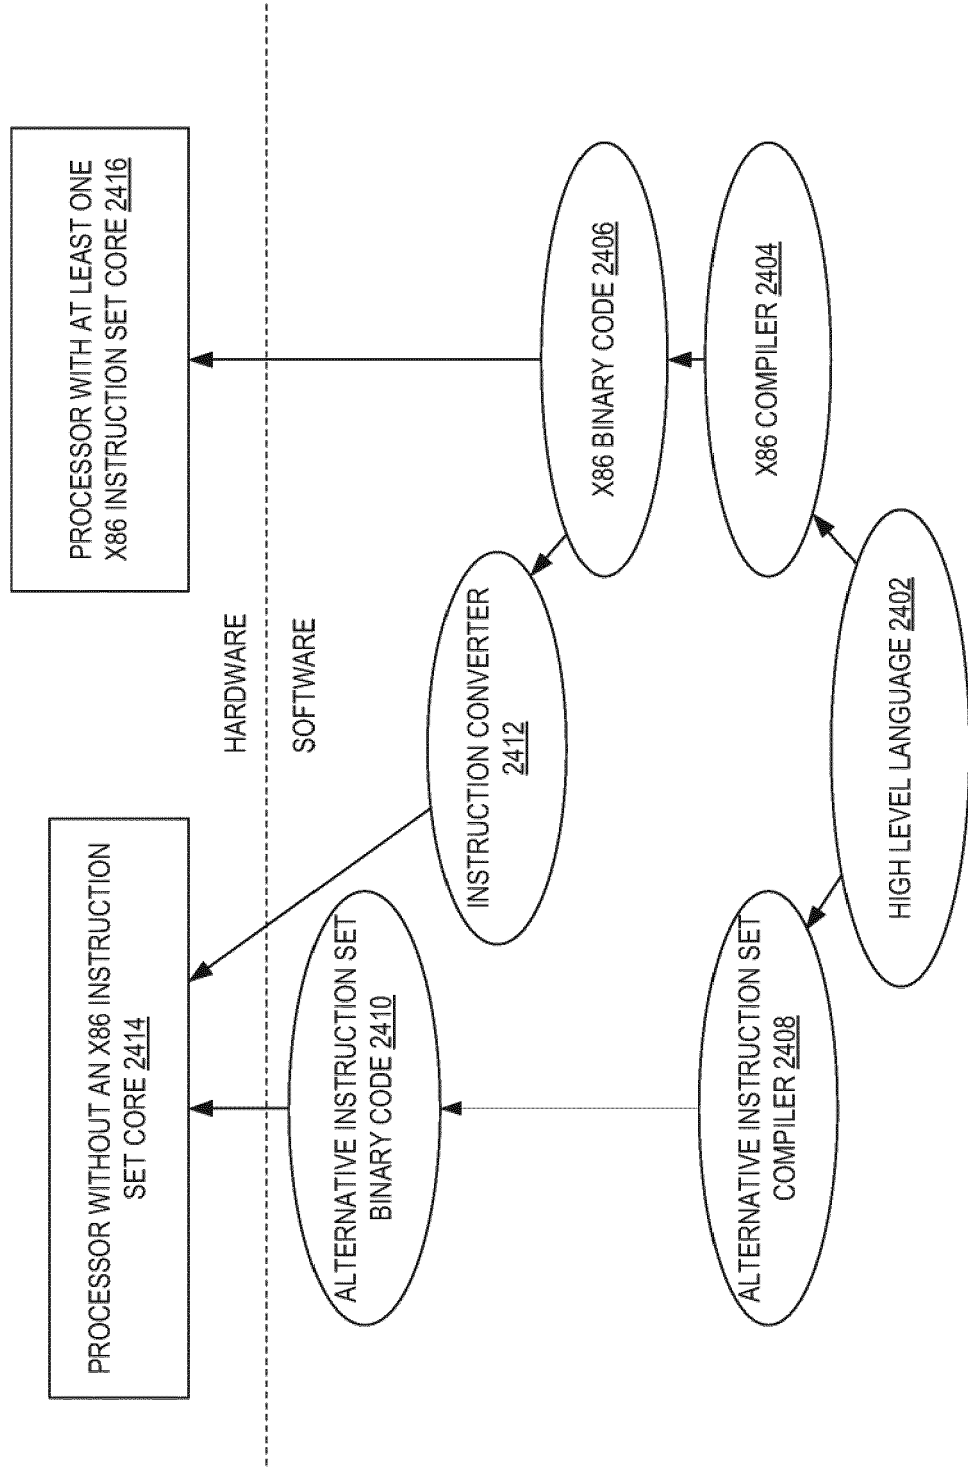 PROCESSOR WITHOUT AN X86 INSTRUCTION
SET CORE 2414
PROCESSOR WITH AT LEAST ONE
X86 INSTRUCTION SET CORE 2416
HARDWARE
SOFTWARE
ALTERNATIVE INSTRUCTION SET
BINARY CODE 2410
INSTRUCTION CONVERTER
2412
X86 BINARY CODE 2406
ALTERNATIVE INSTRUCTION SET
COMPILER 2408
X86 COMPILER 2404
HIGH LEVEL LANGUAGE 2402